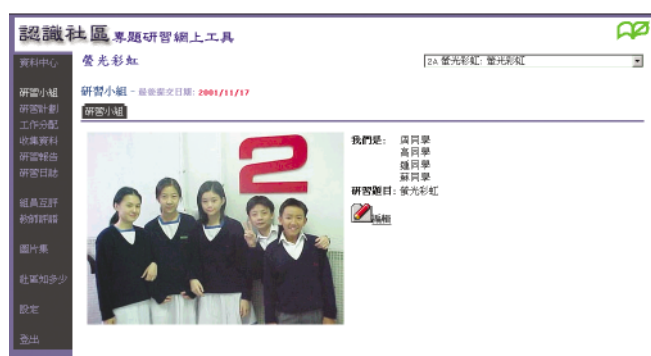 認識社區專題研習網上工具
資料中心
研習小組
研習計劃
工作分配
收集資料
研習報告
研習日誌
組員互評
教師評語
圖片集
社區知多少
設定
登出
螢光彩虹
2A 螢光彩虹: 螢光彩虹
研習小組 - 最後提交日期: 2001/11/17
研習小組
2
我們是: 周同學
高同學
鍾同學
蘇同學
研習題目: 螢光彩虹
編輯